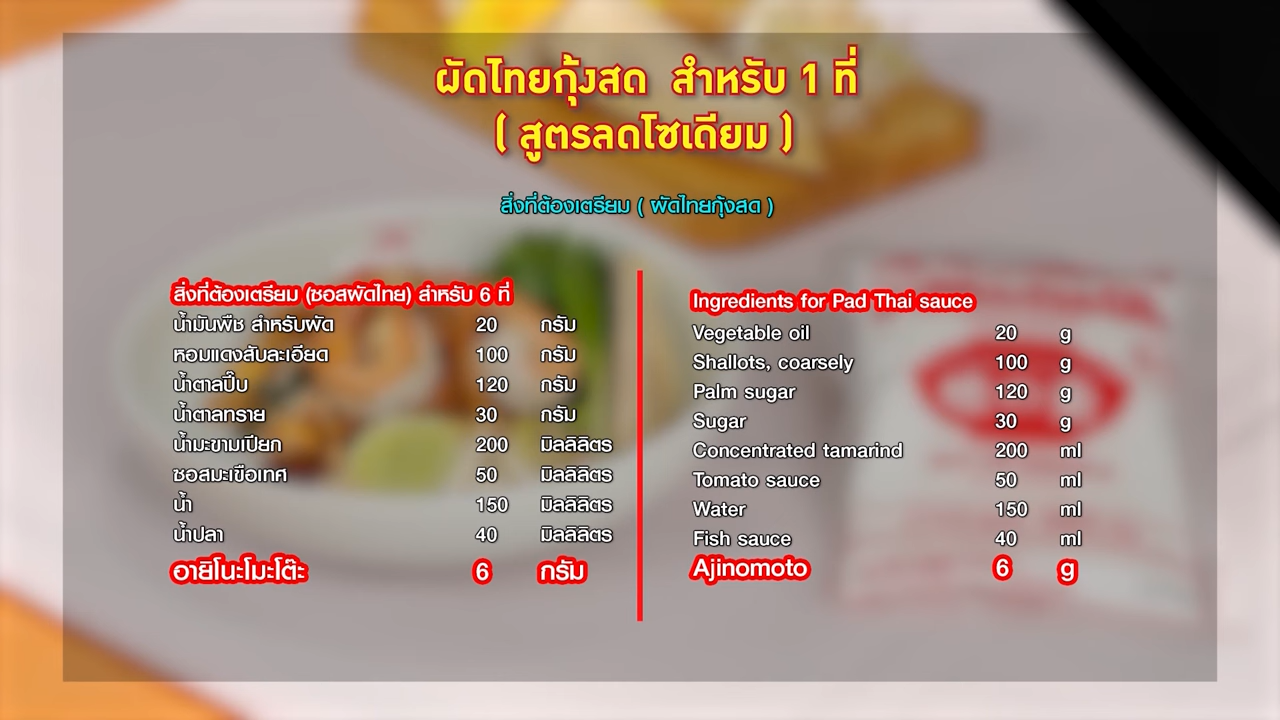 ผัดไทยกุ้งสด สำหรับ 1 ที่
( สูตรลดโซเดียม )
สิ่งที่ต้องเตรียม ( ผัดไทยกุ้งสด )
สิ่งที่ต้องเตรียม (ซอสผัดไทย) สำหรับ 6 ที่
น้ำมันพืช สำหรับผัด 20 กรัม
หอมแดงสับละเอียด 100 กรัม
น้ำตาลปี๊บ 120 กรัม
น้ำตาลทราย 30 กรัม
น้ำมะขามเปียก 200 มิลลิลิตร
ซอสมะเขือเทศ 50 มิลลิลิตร
น้ำ 150 มิลลิลิตร
น้ำปลา 40 มิลลิลิตร
อายิโนะโมะโต๊ะ 6 กรัม
Ingredients for Pad Thai sauce
Vegetable oil 20 g
Shallots, coarsely 100 g
Palm sugar 120 g
Sugar 30 g
Concentrated tamarind 200 ml
Tomato sauce 50 ml
Water 150 ml
Fish sauce 40 ml
Ajinomoto 6 g